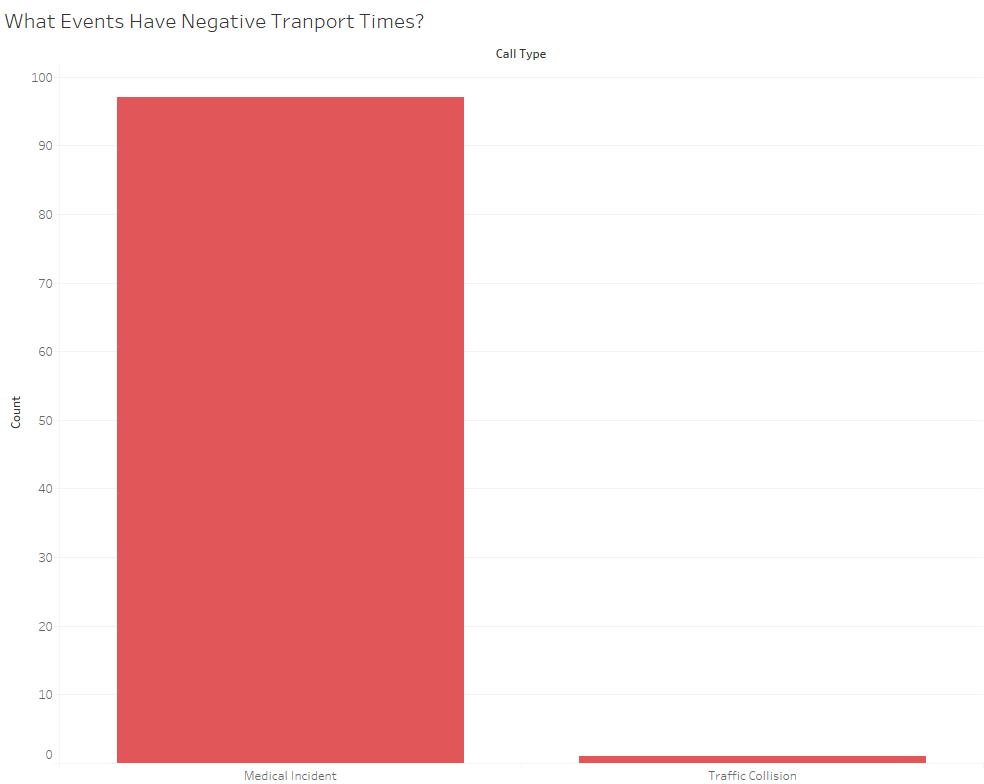 What Events Have Negative Tranport Times?
Call Type
100
90
80
70
60
50
40
30
20
10
0
Count
Medical Incident
Traffic Collision